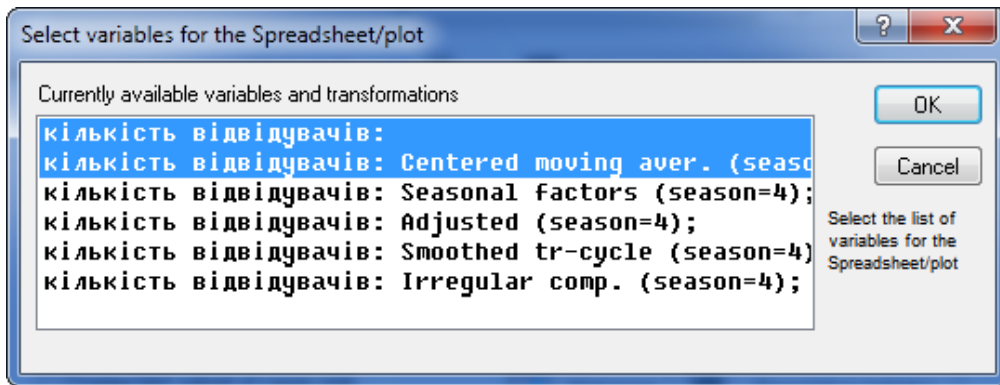 Select variables for the Spreadsheet/plot
Currently available variables and transformations
кількість відвідувачів:
кількість відвідувачів: Centered moving aver. (seaso
кількість відвідувачів: Seasonal factors (season=4);
кількість відвідувачів: Adjusted (season=4);
кількість відвідувачів: Smoothed tr-cycle (season=4)
кількість відвідувачів: Irregular comp. (season=4);
OK
Cancel
Select the list of
variables for the
Spreadsheet/plot